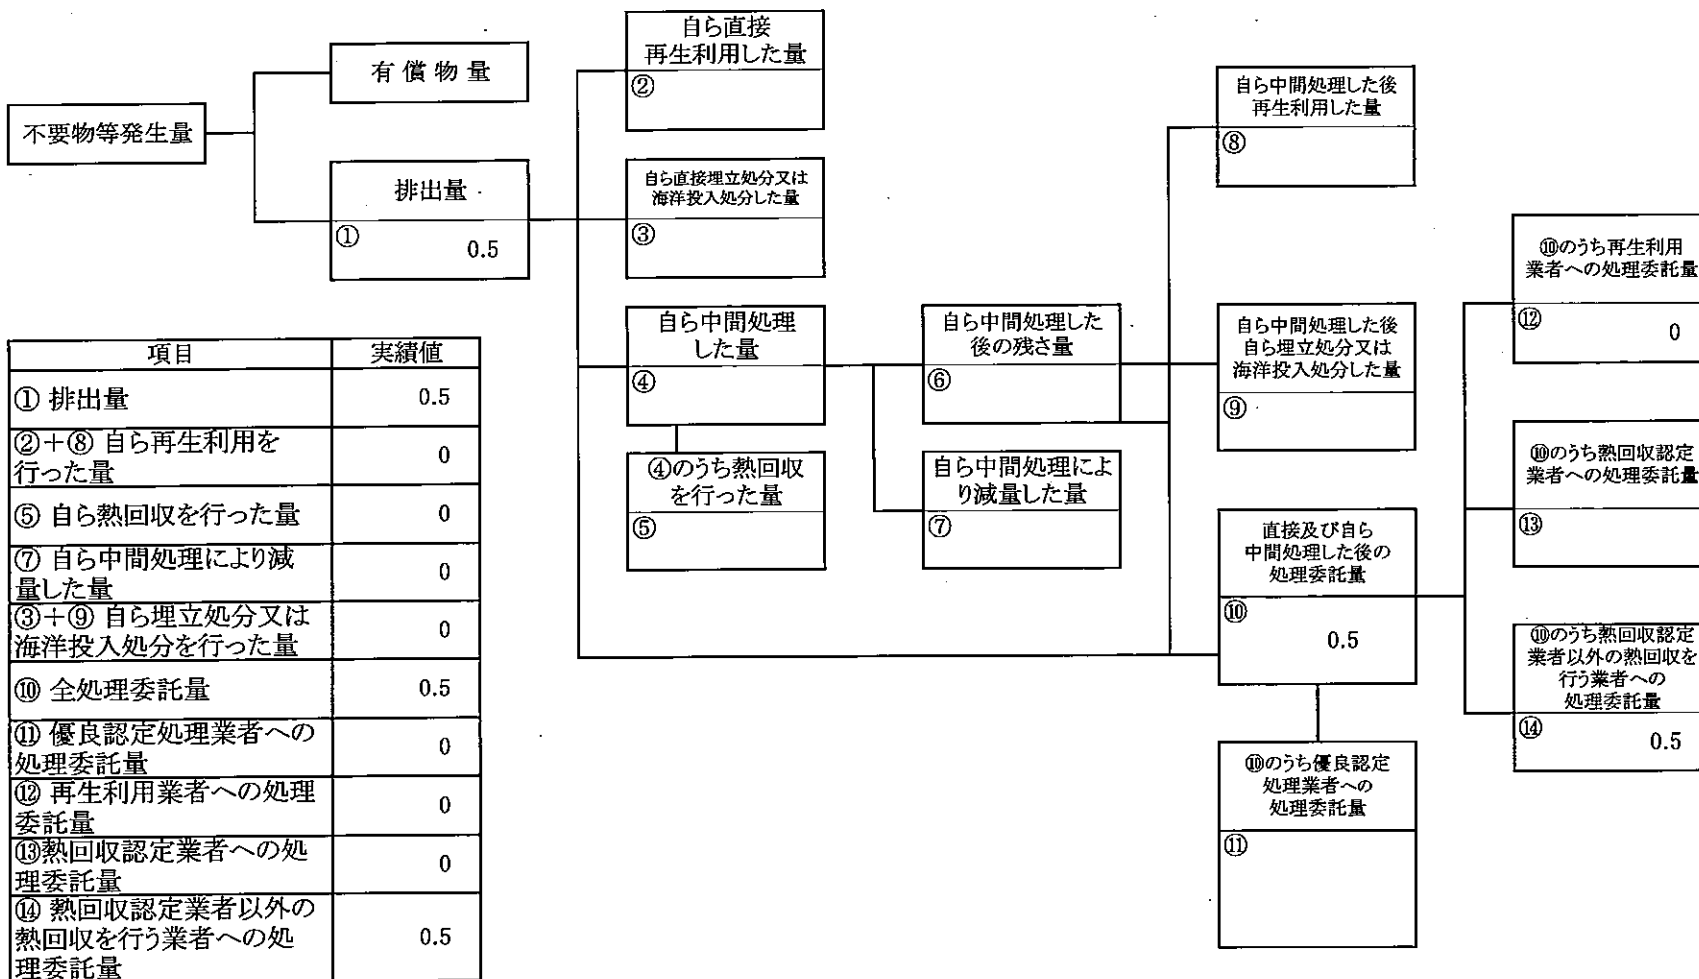 不要物等発生量
有償物量
排出量
①
0.5
自ら直接
再生利用した量
②
自ら直接埋立処分又は
海洋投入処分した量
③
自ら中間処理
した量
④
④のうち熱回収
を行った量
⑤
自ら中間処理した
後の残さ量
⑥
自ら中間処理によ
り減量した量
⑦
自ら中間処理した後
再生利用した量
⑧
自ら中間処理した後
自ら埋立処分又は
海洋投入処分した量
⑨
直接及び自ら
中間処理した後の
処理委託量
⑩
0.5
⑩のうち優良認定
処理業者への
処理委託量
⑪
⑩のうち再生利用
業者への処理委託量
⑫
0
⑩のうち熱回収認定
業者への処理委託量
⑬
⑩のうち熱回収認定
業者以外の熱回収を
行う業者への
処理委託量
⑭
0.5
項目 実績値
① 排出量 0.5
②＋⑧ 自ら再生利用を
行った量 0
⑤ 自ら熱回収を行った量 0
⑦ 自ら中間処理により減
量した量 0
③＋⑨ 自ら埋立処分又は
海洋投入処分を行った量 0
⑩ 全処理委託量 0.5
⑪ 優良認定処理業者への
処理委託量 0
⑫ 再生利用業者への処理
委託量 0
⑬熱回収認定業者への処
理委託量 0
⑭ 熱回収認定業者以外の
熱回収を行う業者への処
理委託量 0.5